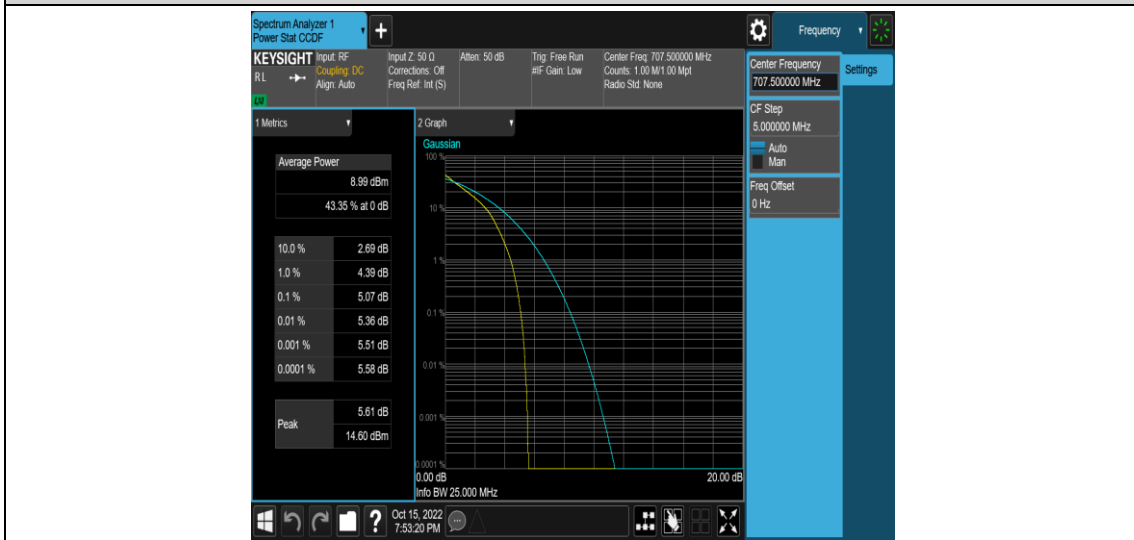 Spectrum Analyzer 1
Power Stat CCDF
+
Frequency
KEYSIGHT
RL
LXI
Input: RF
Coupling: DC
Align: Auto
Input Z: 50 Ω
Corrections: Off
Freq Ref: Int (S)
Atten: 50 dB
Trig: Free Run
#IF Gain: Low
Center Freq: 707.500000 MHz
Counts: 1.00 M/1.00 Mpt
Radio Std: None
Center Frequency
707.500000 MHz
Settings
CF Step
5.000000 MHz
Auto
Man
Freq Offset
0 Hz
1 Metrics
Average Power
8.99 dBm
43.35 % at 0 dB
10.0 % 2.69 dB
1.0 % 4.39 dB
0.1 % 5.07 dB
0.01 % 5.36 dB
0.001 % 5.51 dB
0.0001 % 5.58 dB
Peak
5.61 dB
14.60 dBm
2 Graph
Gaussian
100 %
10 %
1 %
0.1 %
0.01 %
0.001 %
0.0001 %
0.00 dB 20.00 dB
Info BW 25.000 MHz
?
Oct 15, 2022
7:53:20 PM